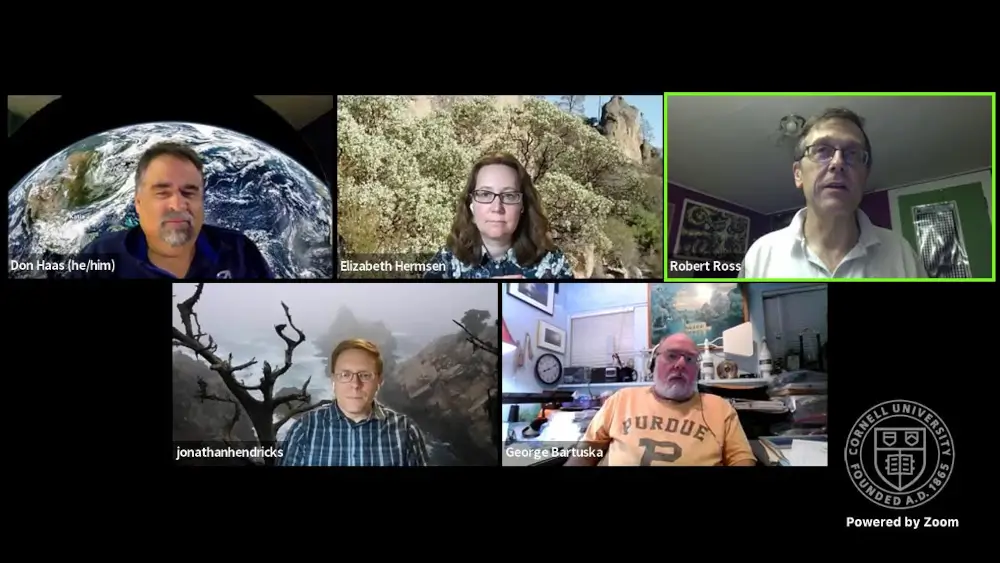 Katie
Don Haas (he/him)
Elizabeth Hermsen
Robert Ross
jonathanhendricks
George Bartuska
PURDUE
P
CORNELL UNIVERSITY
FOUNDED A.D. 1865
Powered by Zoom